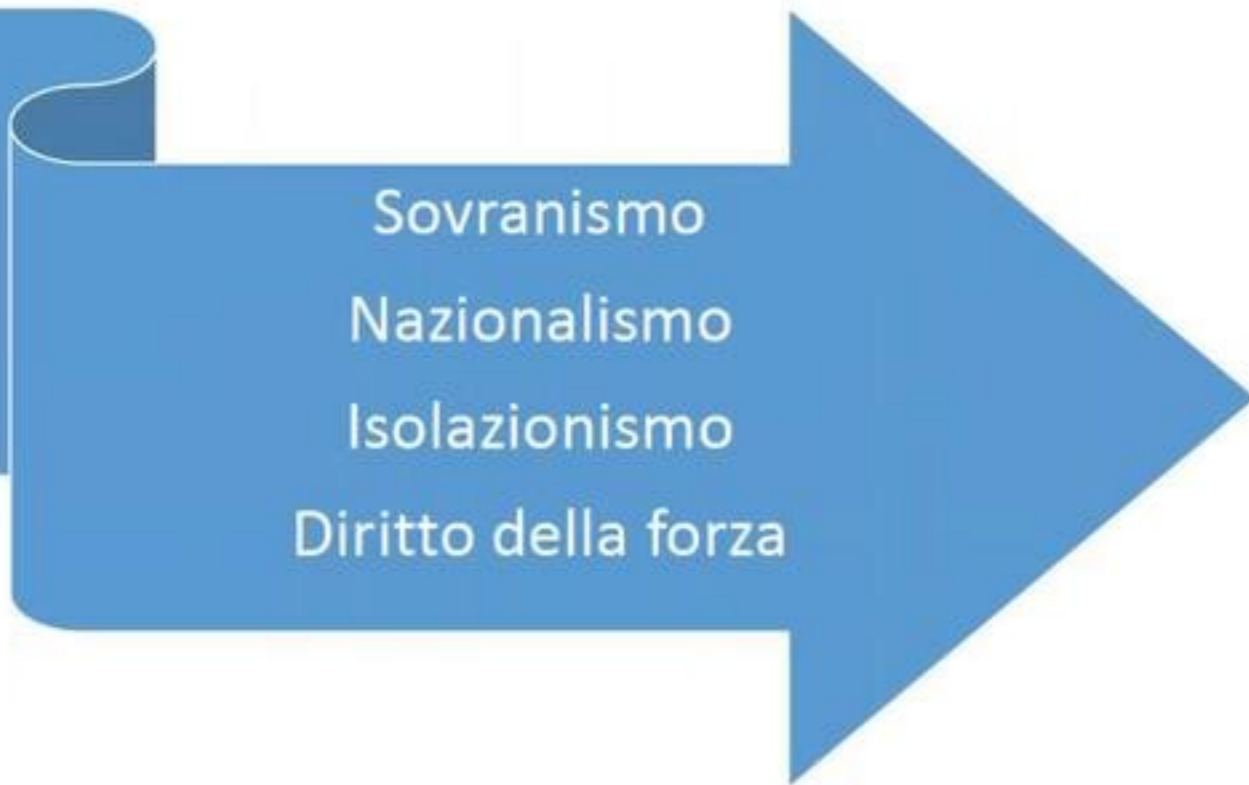 Sovranismo
Nazionalismo
Isolazionismo
Diritto della forza